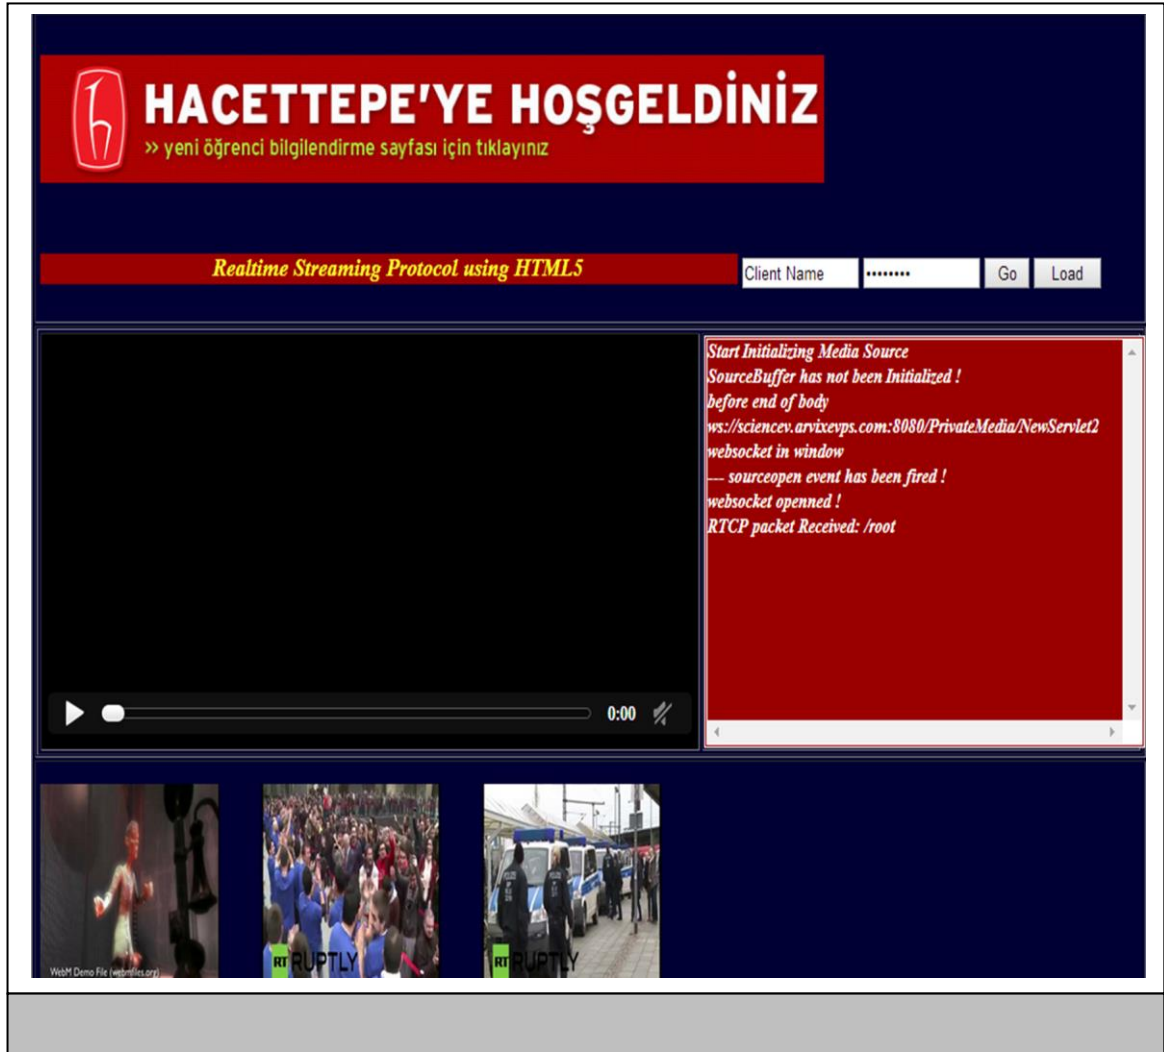 HACETTEPE'YE HOŞGELDİNİZ
» yeni öğrenci bilgilendirme sayfası için tıklayınız
Realtime Streaming Protocol using HTML5
Client Name •••••••• Go Load
Start Initializing Media Source
SourceBuffer has not been Initialized !
before end of body
ws://sciencev.arvixevps.com:8080/PrivateMedia/NewServlet2
websocket in window
--- sourceopen event has been fired !
websocket openned !
RTCP packet Received: /root
0:00
WebM Demo File (webmfiles.org)
RT RUPTLY
RT RUPTLY